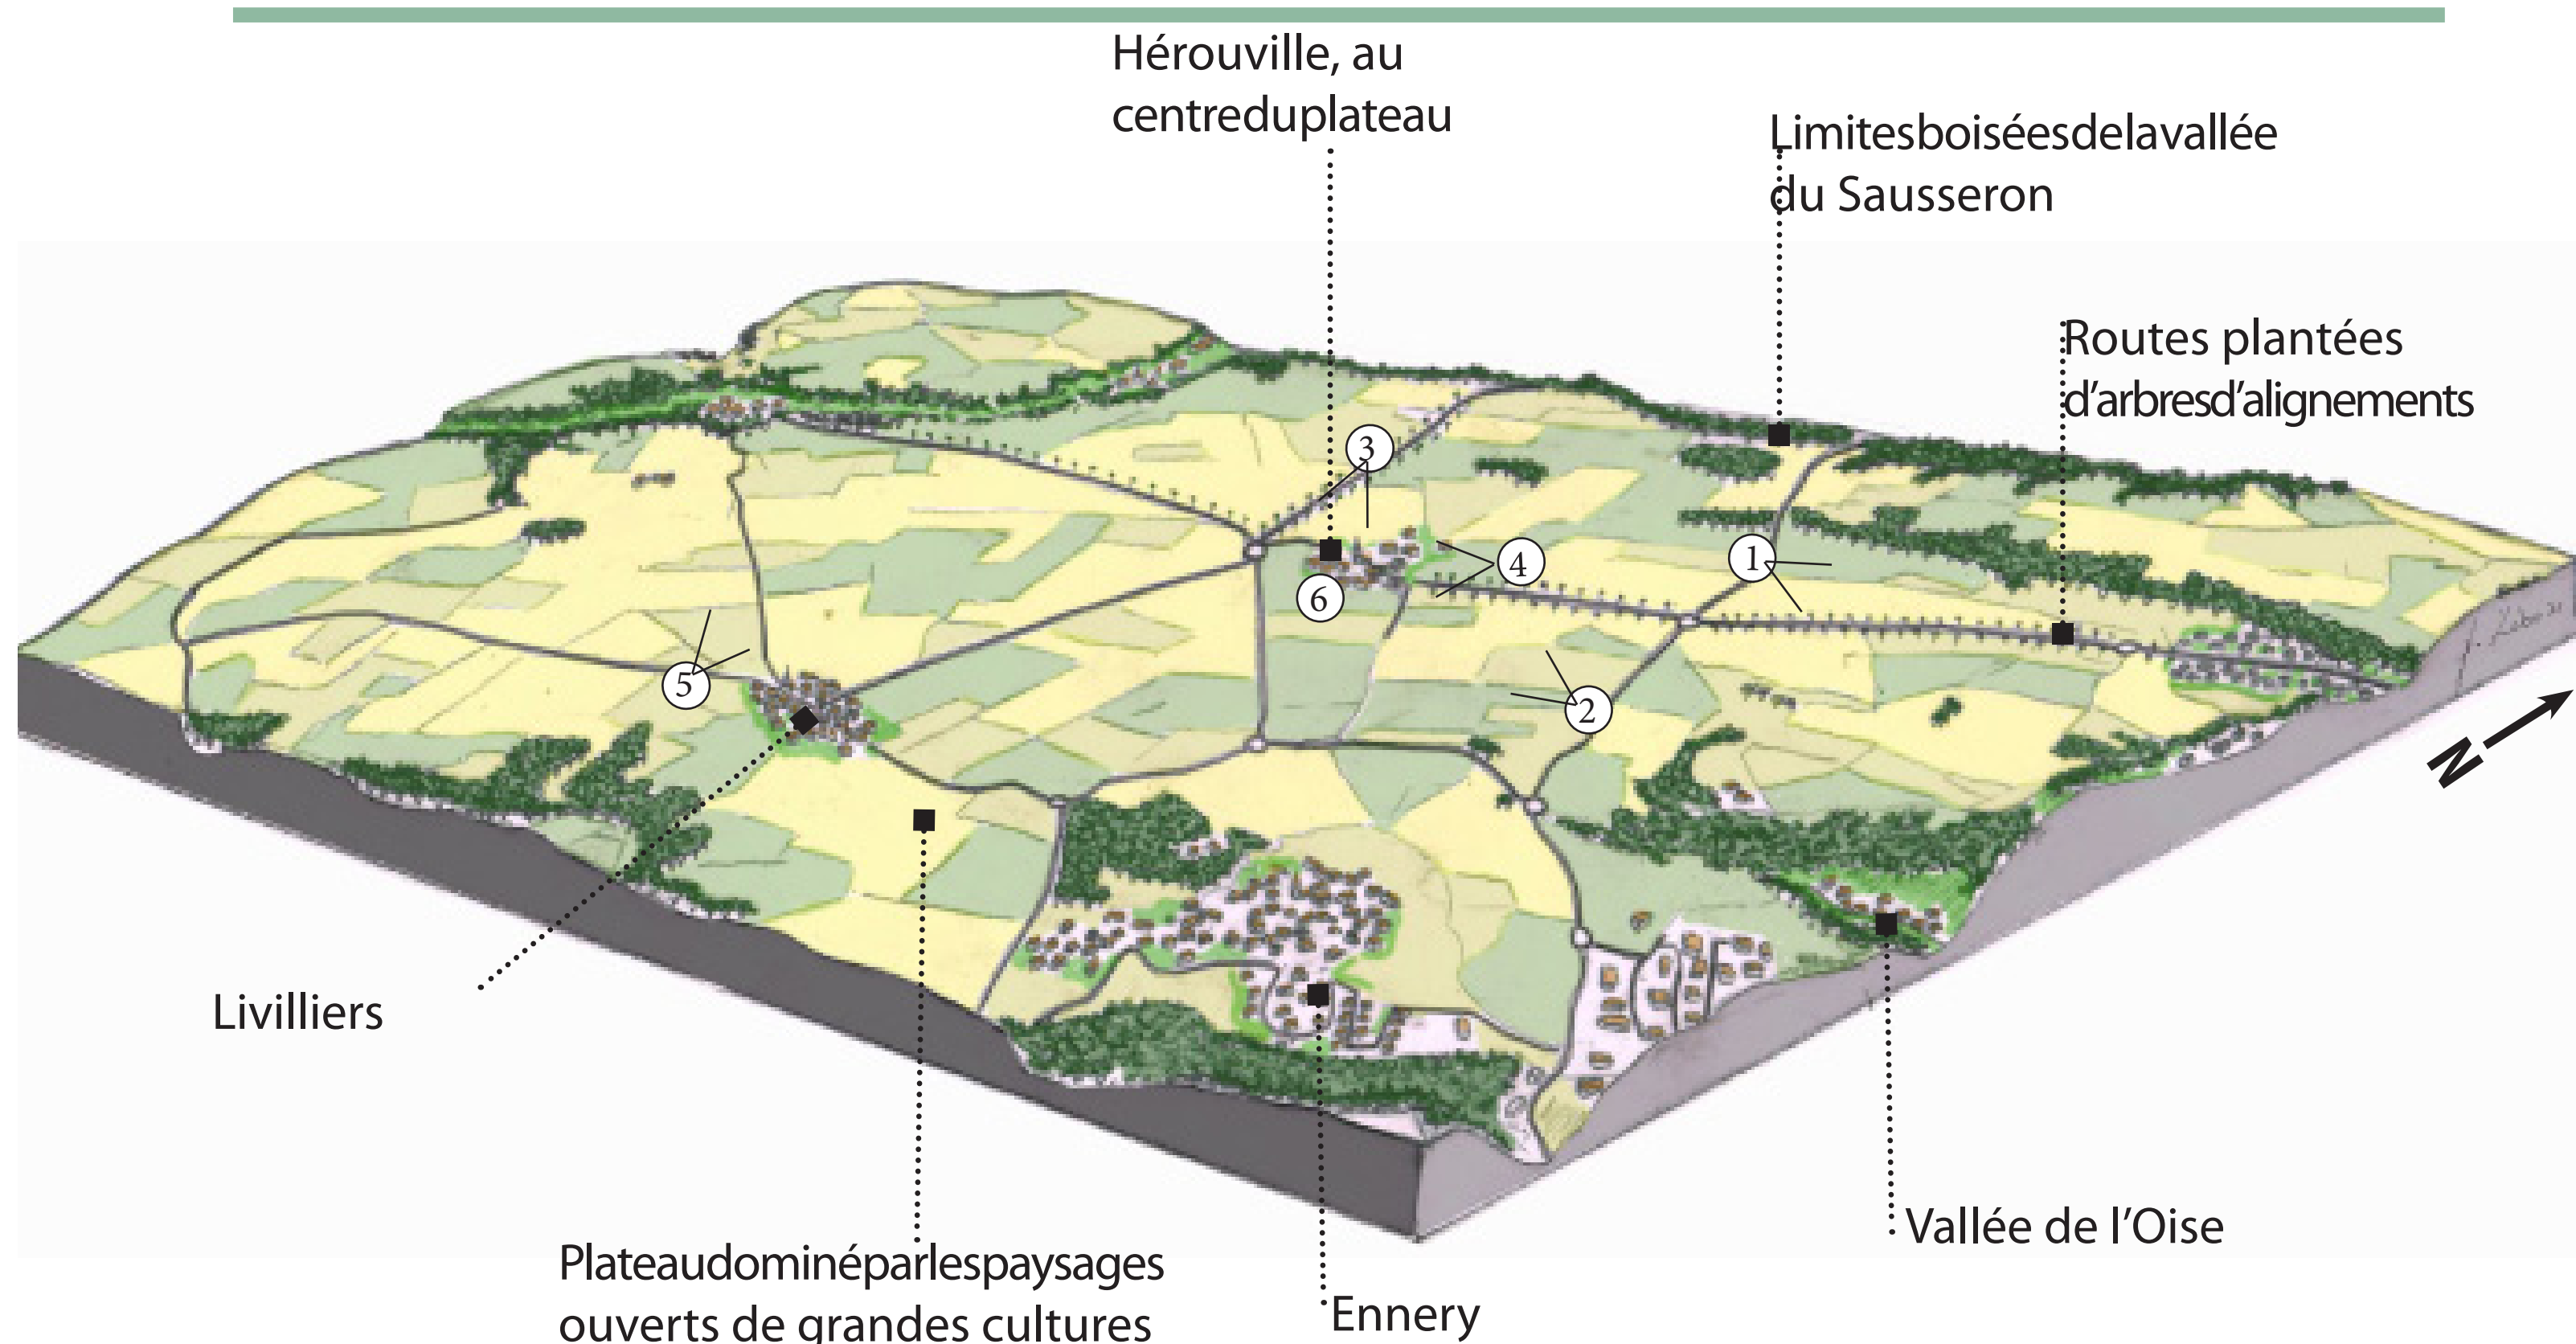 Hérouville, au
centreduplateau
Limitesboiséesdelavallée
du Sausseron
Routes plantées
d'arbresd'alignements
3
4
1
6
5
2
N
Livilliers
Vallée de l'Oise
Plateaudominéparlespaysages
ouverts de grandes cultures
Ennery